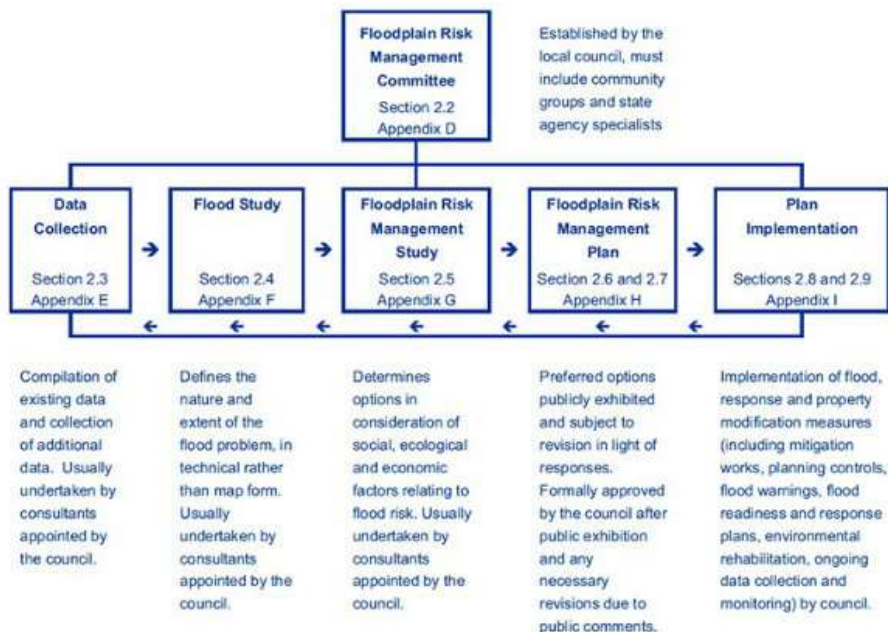 Floodplain Risk
Management
Committee
Section 2.2
Appendix D
Established by the
local council, must
include community
groups and state
agency specialists
Data
Collection
Section 2.3
Appendix E
Flood Study
Section 2.4
Appendix F
Floodplain Risk
Management
Study
Section 2.5
Appendix G
Floodplain Risk
Management
Plan
Section 2.6 and 2.7
Appendix H
Plan
Implementation
Sections 2.8 and 2.9
Appendix I
Compilation of
existing data
and collection
of additional
data. Usually
undertaken by
consultants
appointed by
the council.
Defines the
nature and
extent of the
flood problem, in
technical rather
than map form.
Usually
undertaken by
consultants
appointed by the
council.
Determines
options in
consideration of
social, ecological
and economic
factors relating to
flood risk. Usually
undertaken by
consultants
appointed by the
council.
Preferred options
publicly exhibited
and subject to
revision in light of
responses.
Formally approved
by the council after
public exhibition
and any
necessary
revisions due to
public comments.
Implementation of flood,
response and property
modification measures
(including mitigation
works, planning controls,
flood warnings, flood
readiness and response
plans, environmental
rehabilitation, ongoing
data collection and
monitoring) by council.